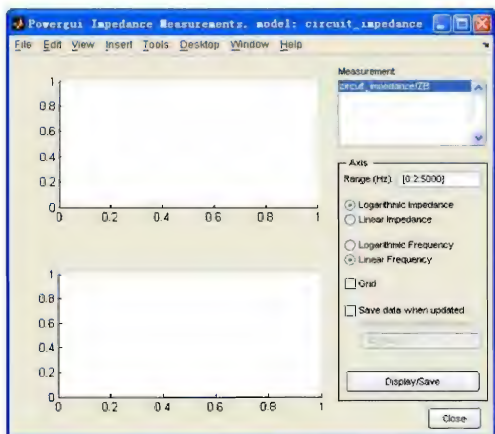 Powergui Impedance Measurements. model: circuit_impedance
File Edit View Insert Tools Desktop Window Help
1
0.8
0.6
0.4
0.2
0
0 0.2 0.4 0.6 0.8 1
1
0.8
0.6
0.4
0.2
0
0 0.2 0.4 0.6 0.8 1
Measurement
circuit_impedance/ZB
Axis
Range (Hz): [0:2:5000]
Logarithmic Impedance
Linear Impedance
Logarithmic Frequency
Linear Frequency
Grid
Save data when updated
Display/Save
Close